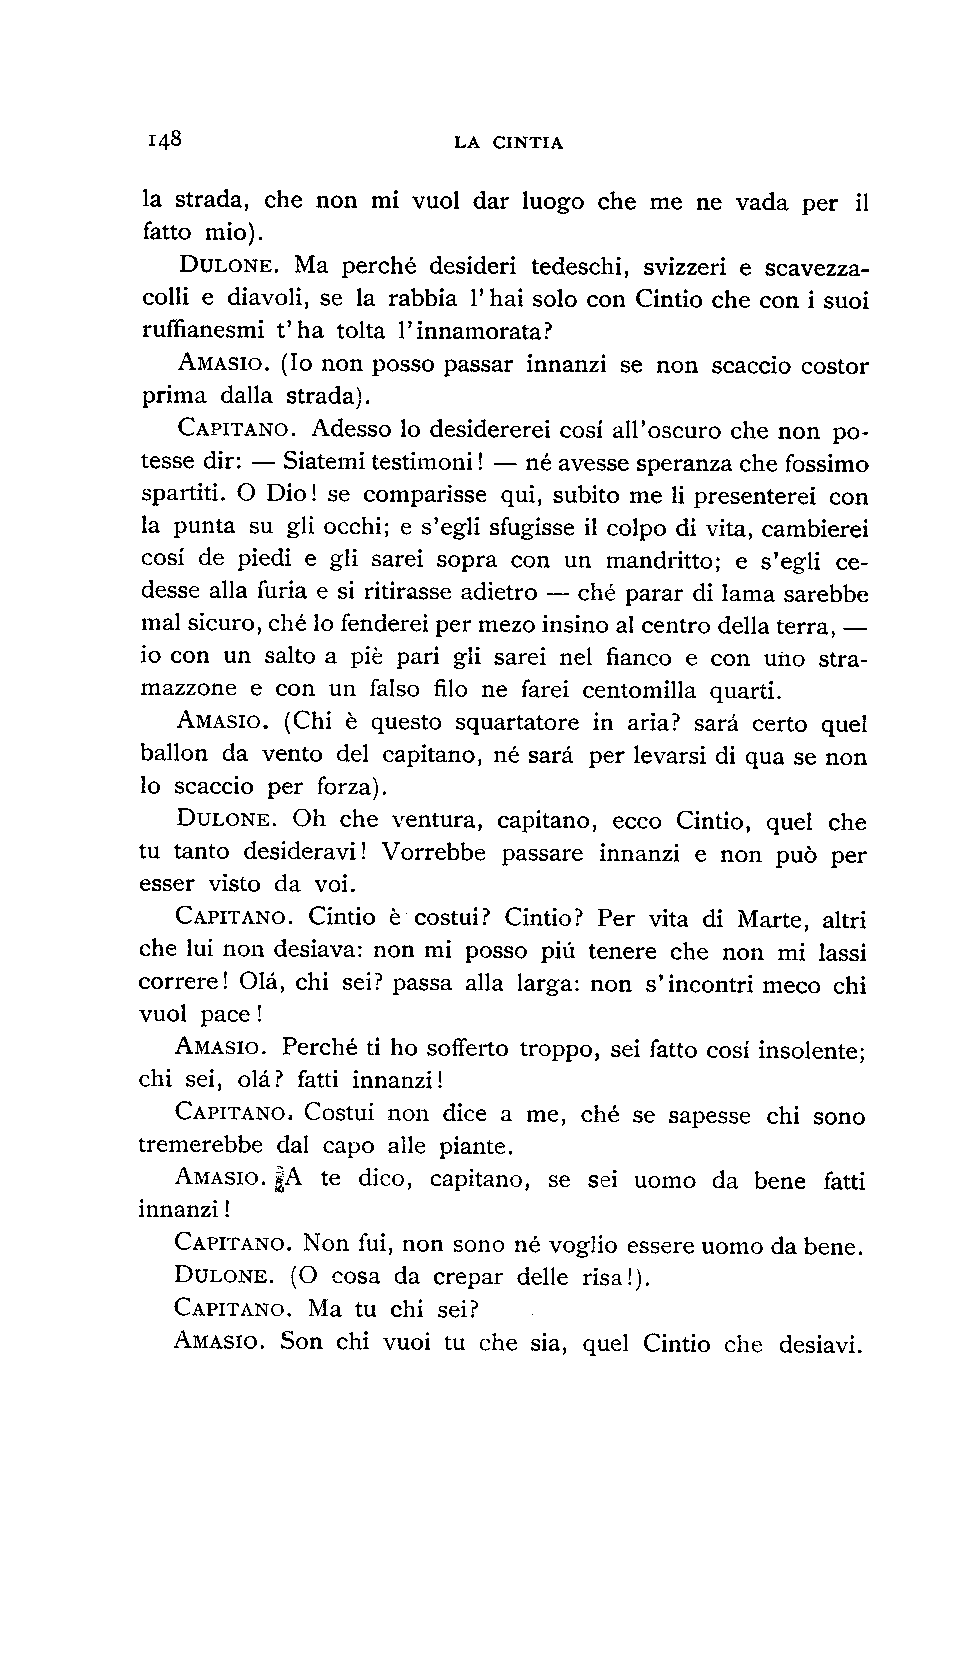 148 LA CINTIA
la strada, che non mi vuol dar luogo che me ne vada per il
fatto mio).
DULONE. Ma perché desideri tedeschi, svizzeri e scavezza-
colli e diavoli, se la rabbia l'hai solo con Cintio che con i suoi
ruffianesmi t'ha tolta l'innamorata?
AMASIO. (Io non posso passar innanzi se non scaccio costor
prima dalla strada).
CAPITANO. Adesso lo desidererei cosí all'oscuro che non po-
tesse dir: — Siatemi testimoni! — né avesse speranza che fossimo
spartiti. O Dio! se comparisse qui, subito me li presenterei con
la punta su gli occhi; e s'egli sfugisse il colpo di vita, cambierei
cosí de piedi e gli sarei sopra con un mandritto; e s'egli ce-
desse alla furia e si ritirasse adietro — ché parar di lama sarebbe
mal sicuro, ché lo fenderei per mezo insino al centro della terra, —
io con un salto a piè pari gli sarei nel fianco e con uno stra-
mazzone e con un falso filo ne farei centomilla quarti.
AMASIO. (Chi è questo squartatore in aria? sará certo quel
ballon da vento del capitano, né sará per levarsi di qua se non
lo scaccio per forza).
DULONE. Oh che ventura, capitano, ecco Cintio, quel che
tu tanto desideravi! Vorrebbe passare innanzi e non può per
esser visto da voi.
CAPITANO. Cintio è costui? Cintio? Per vita di Marte, altri
che lui non desiava: non mi posso piú tenere che non mi lassi
correre! Olá, chi sei? passa alla larga: non s'incontri meco chi
vuol pace!
AMASIO. Perché ti ho sofferto troppo, sei fatto cosí insolente;
chi sei, olá? fatti innanzi!
CAPITANO. Costui non dice a me, ché se sapesse chi sono
tremerebbe dal capo alle piante.
AMASIO. A te dico, capitano, se sei uomo da bene fatti
innanzi!
CAPITANO. Non fui, non sono né voglio essere uomo da bene.
DULONE. (O cosa da crepar delle risa!).
CAPITANO. Ma tu chi sei?
AMASIO. Son chi vuoi tu che sia, quel Cintio che desiavi.